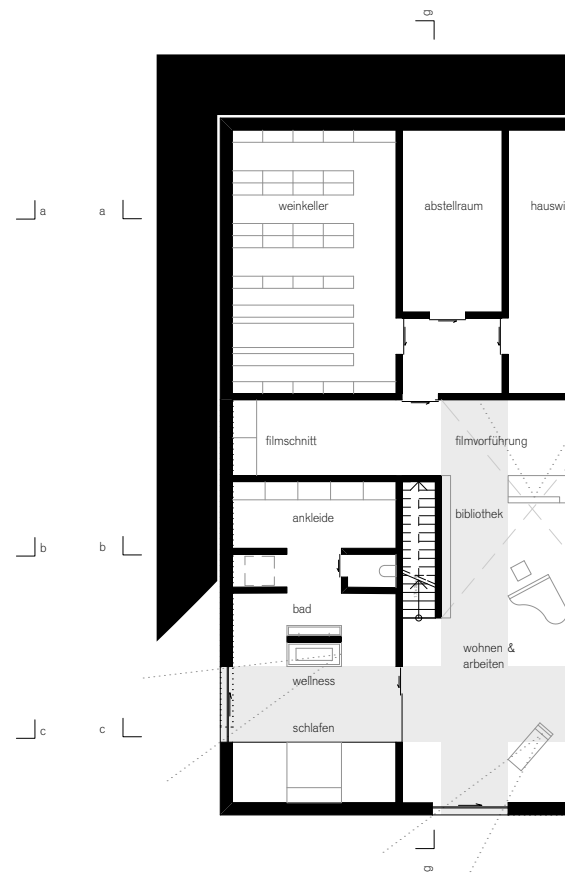 g
weinkeller
abstellraum
hauswi
a
a
filmschnitt
filmvorführung
ankleide
bibliothek
b
b
bad
wohnen &
arbeiten
wellness
schlafen
c
c
g